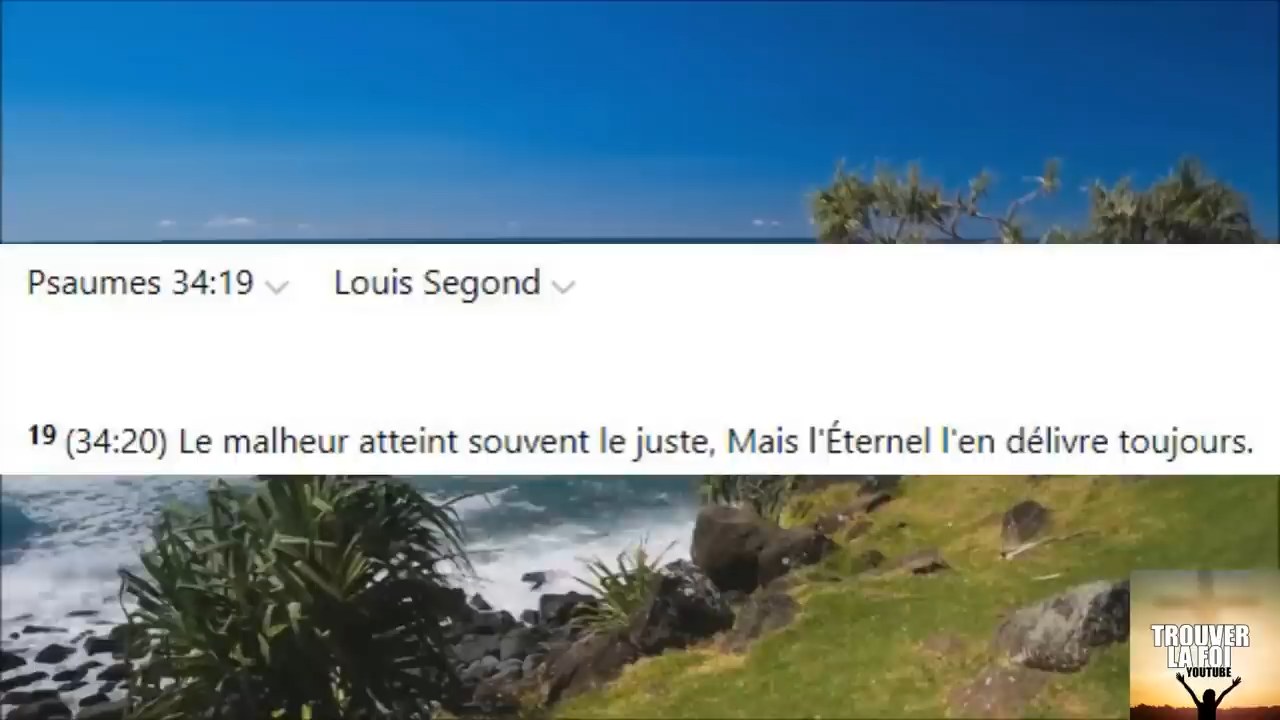 Psaumes 34:19 Louis Segond
19 (34:20) Le malheur atteint souvent le juste, Mais l'Éternel l'en délivre toujours.
TROUVER
LA FOI
YOUTUBE